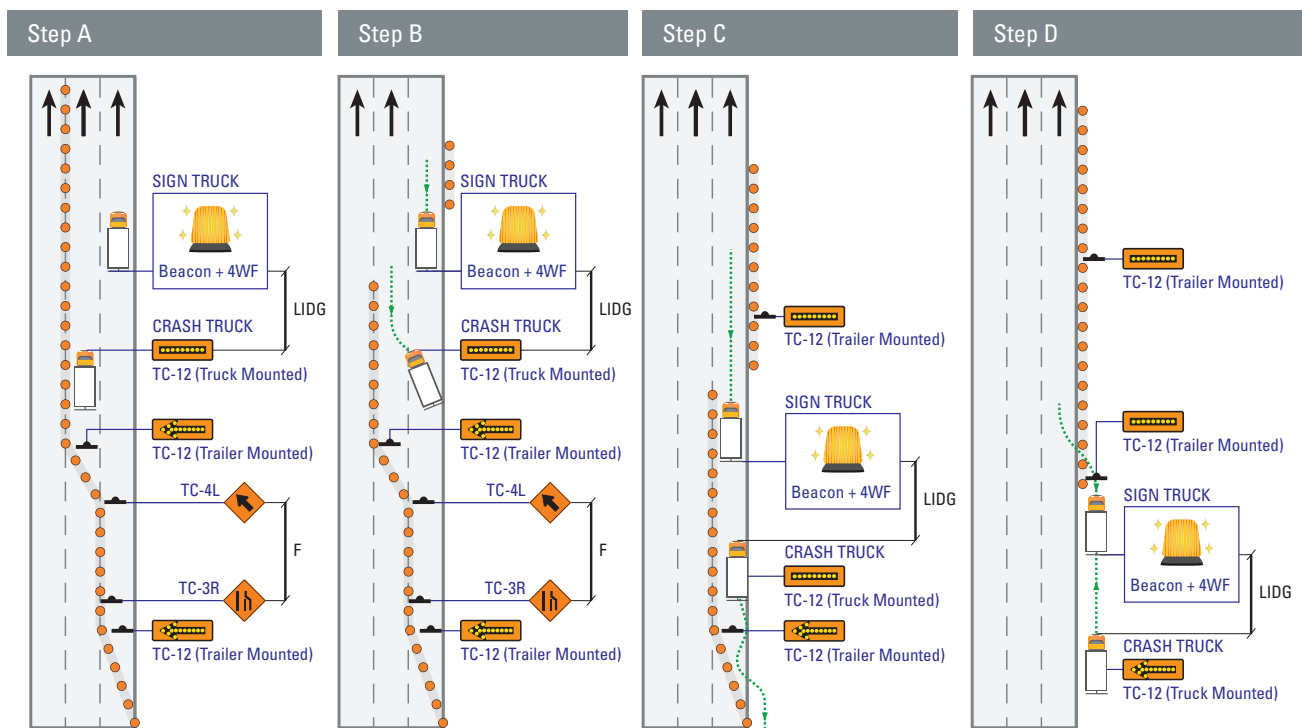 Step A
SIGN TRUCK
Beacon + 4WF
LIDG
CRASH TRUCK
TC-12 (Truck Mounted)
TC-12 (Trailer Mounted)
TC-4L
F
TC-3R
TC-12 (Trailer Mounted)
Step B
SIGN TRUCK
Beacon + 4WF
LIDG
CRASH TRUCK
TC-12 (Truck Mounted)
TC-12 (Trailer Mounted)
TC-4L
F
TC-3R
TC-12 (Trailer Mounted)
Step C
TC-12 (Trailer Mounted)
SIGN TRUCK
Beacon + 4WF
LIDG
CRASH TRUCK
TC-12 (Truck Mounted)
TC-12 (Trailer Mounted)
Step D
TC-12 (Trailer Mounted)
TC-12 (Trailer Mounted)
SIGN TRUCK
Beacon + 4WF
LIDG
CRASH TRUCK
TC-12 (Truck Mounted)